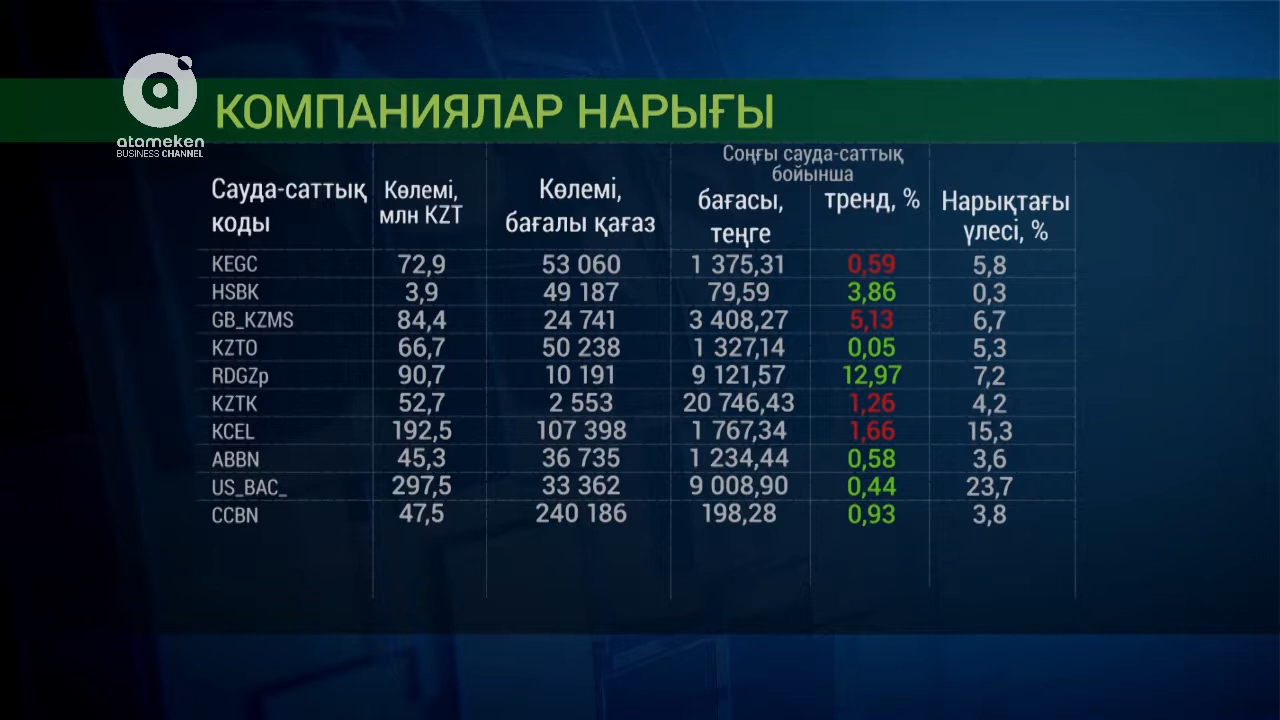 atameken
BUSINESS CHANNEL
КОМПАНИЯЛАР НАРЫҒЫ
Сауда-саттық коды
Көлемі, млн KZT
Көлемі, бағалы қағаз
Соңғы сауда-саттық бойынша
бағасы, теңге
тренд, %
Нарықтағы үлесі, %
KEGC 72,9 53 060 1 375,31 0,59 5,8
HSBK 3,9 49 187 79,59 3,86 0,3
GB_KZMS 84,4 24 741 3 408,27 5,13 6,7
KZTO 66,7 50 238 1 327,14 0,05 5,3
RDGZp 90,7 10 191 9 121,57 12,97 7,2
KZTK 52,7 2 553 20 746,43 1,26 4,2
KCEL 192,5 107 398 1 767,34 1,66 15,3
ABBN 45,3 36 735 1 234,44 0,58 3,6
US_BAC_ 297,5 33 362 9 008,90 0,44 23,7
CCBN 47,5 240 186 198,28 0,93 3,8